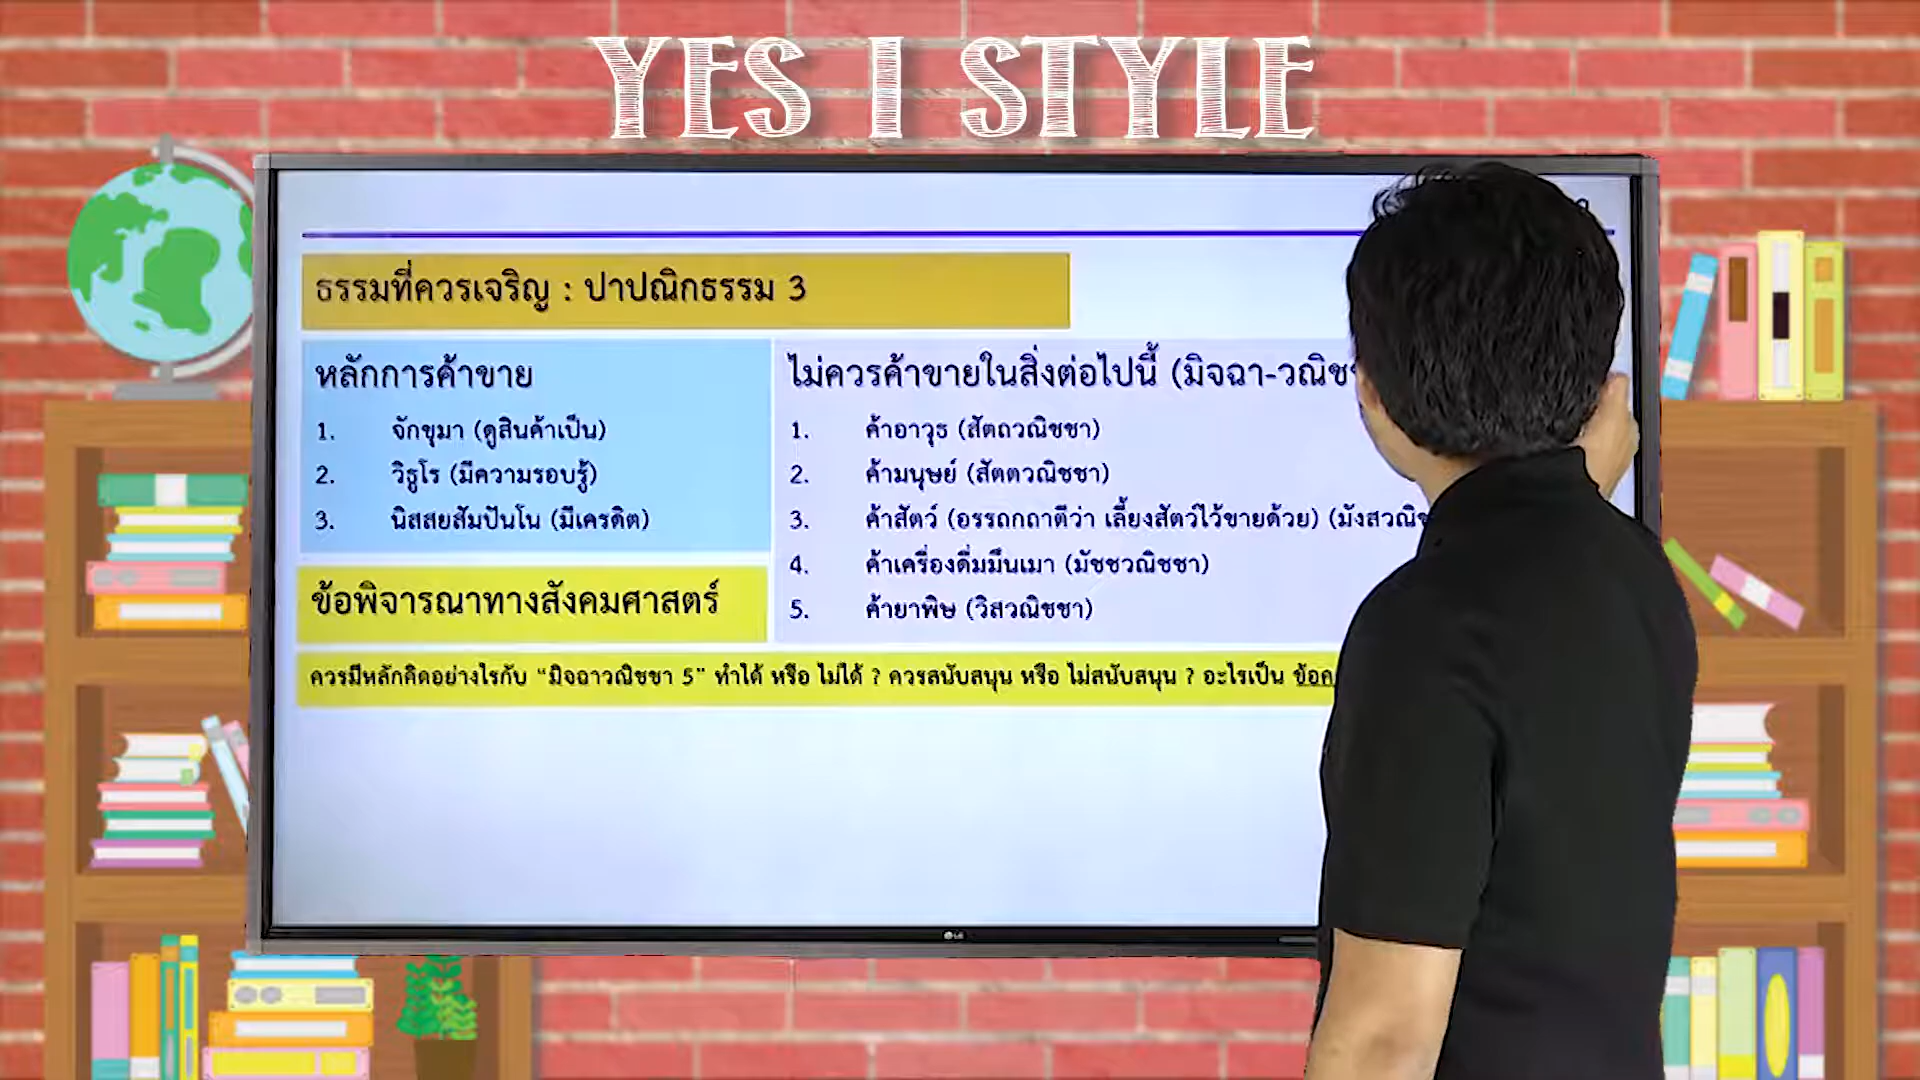 YES I STYLE
ธรรมที่ควรเจริญ : ปาปณิกธรรม 3
หลักการค้าขาย
1. จักขุมา (ดูสินค้าเป็น)
2. วิธูโร (มีความรอบรู้)
3. นิสสยสัมปันโน (มีเครดิต)
ไม่ควรค้าขายในสิ่งต่อไปนี้ (มิจฉา-วณิช
1. ค้าอาวุธ (สัตถวณิชชา)
2. ค้ามนุษย์ (สัตตวณิชชา)
3. ค้าสัตว์ (อรรถกถาตีว่า เลี้ยงสัตว์ไว้ขายด้วย) (มังสวณิช
4. ค้าเครื่องดื่มมึนเมา (มัชชวณิชชา)
5. ค้ายาพิษ (วิสวณิชชา)
ข้อพิจารณาทางสังคมศาสตร์
ควรมีหลักคิดอย่างไรกับ "มิจฉาวณิชชา 5" ทำได้ หรือ ไม่ได้ ? ควรสนับสนุน หรือ ไม่สนับสนุน ? อะไรเป็น ข้อค
LG